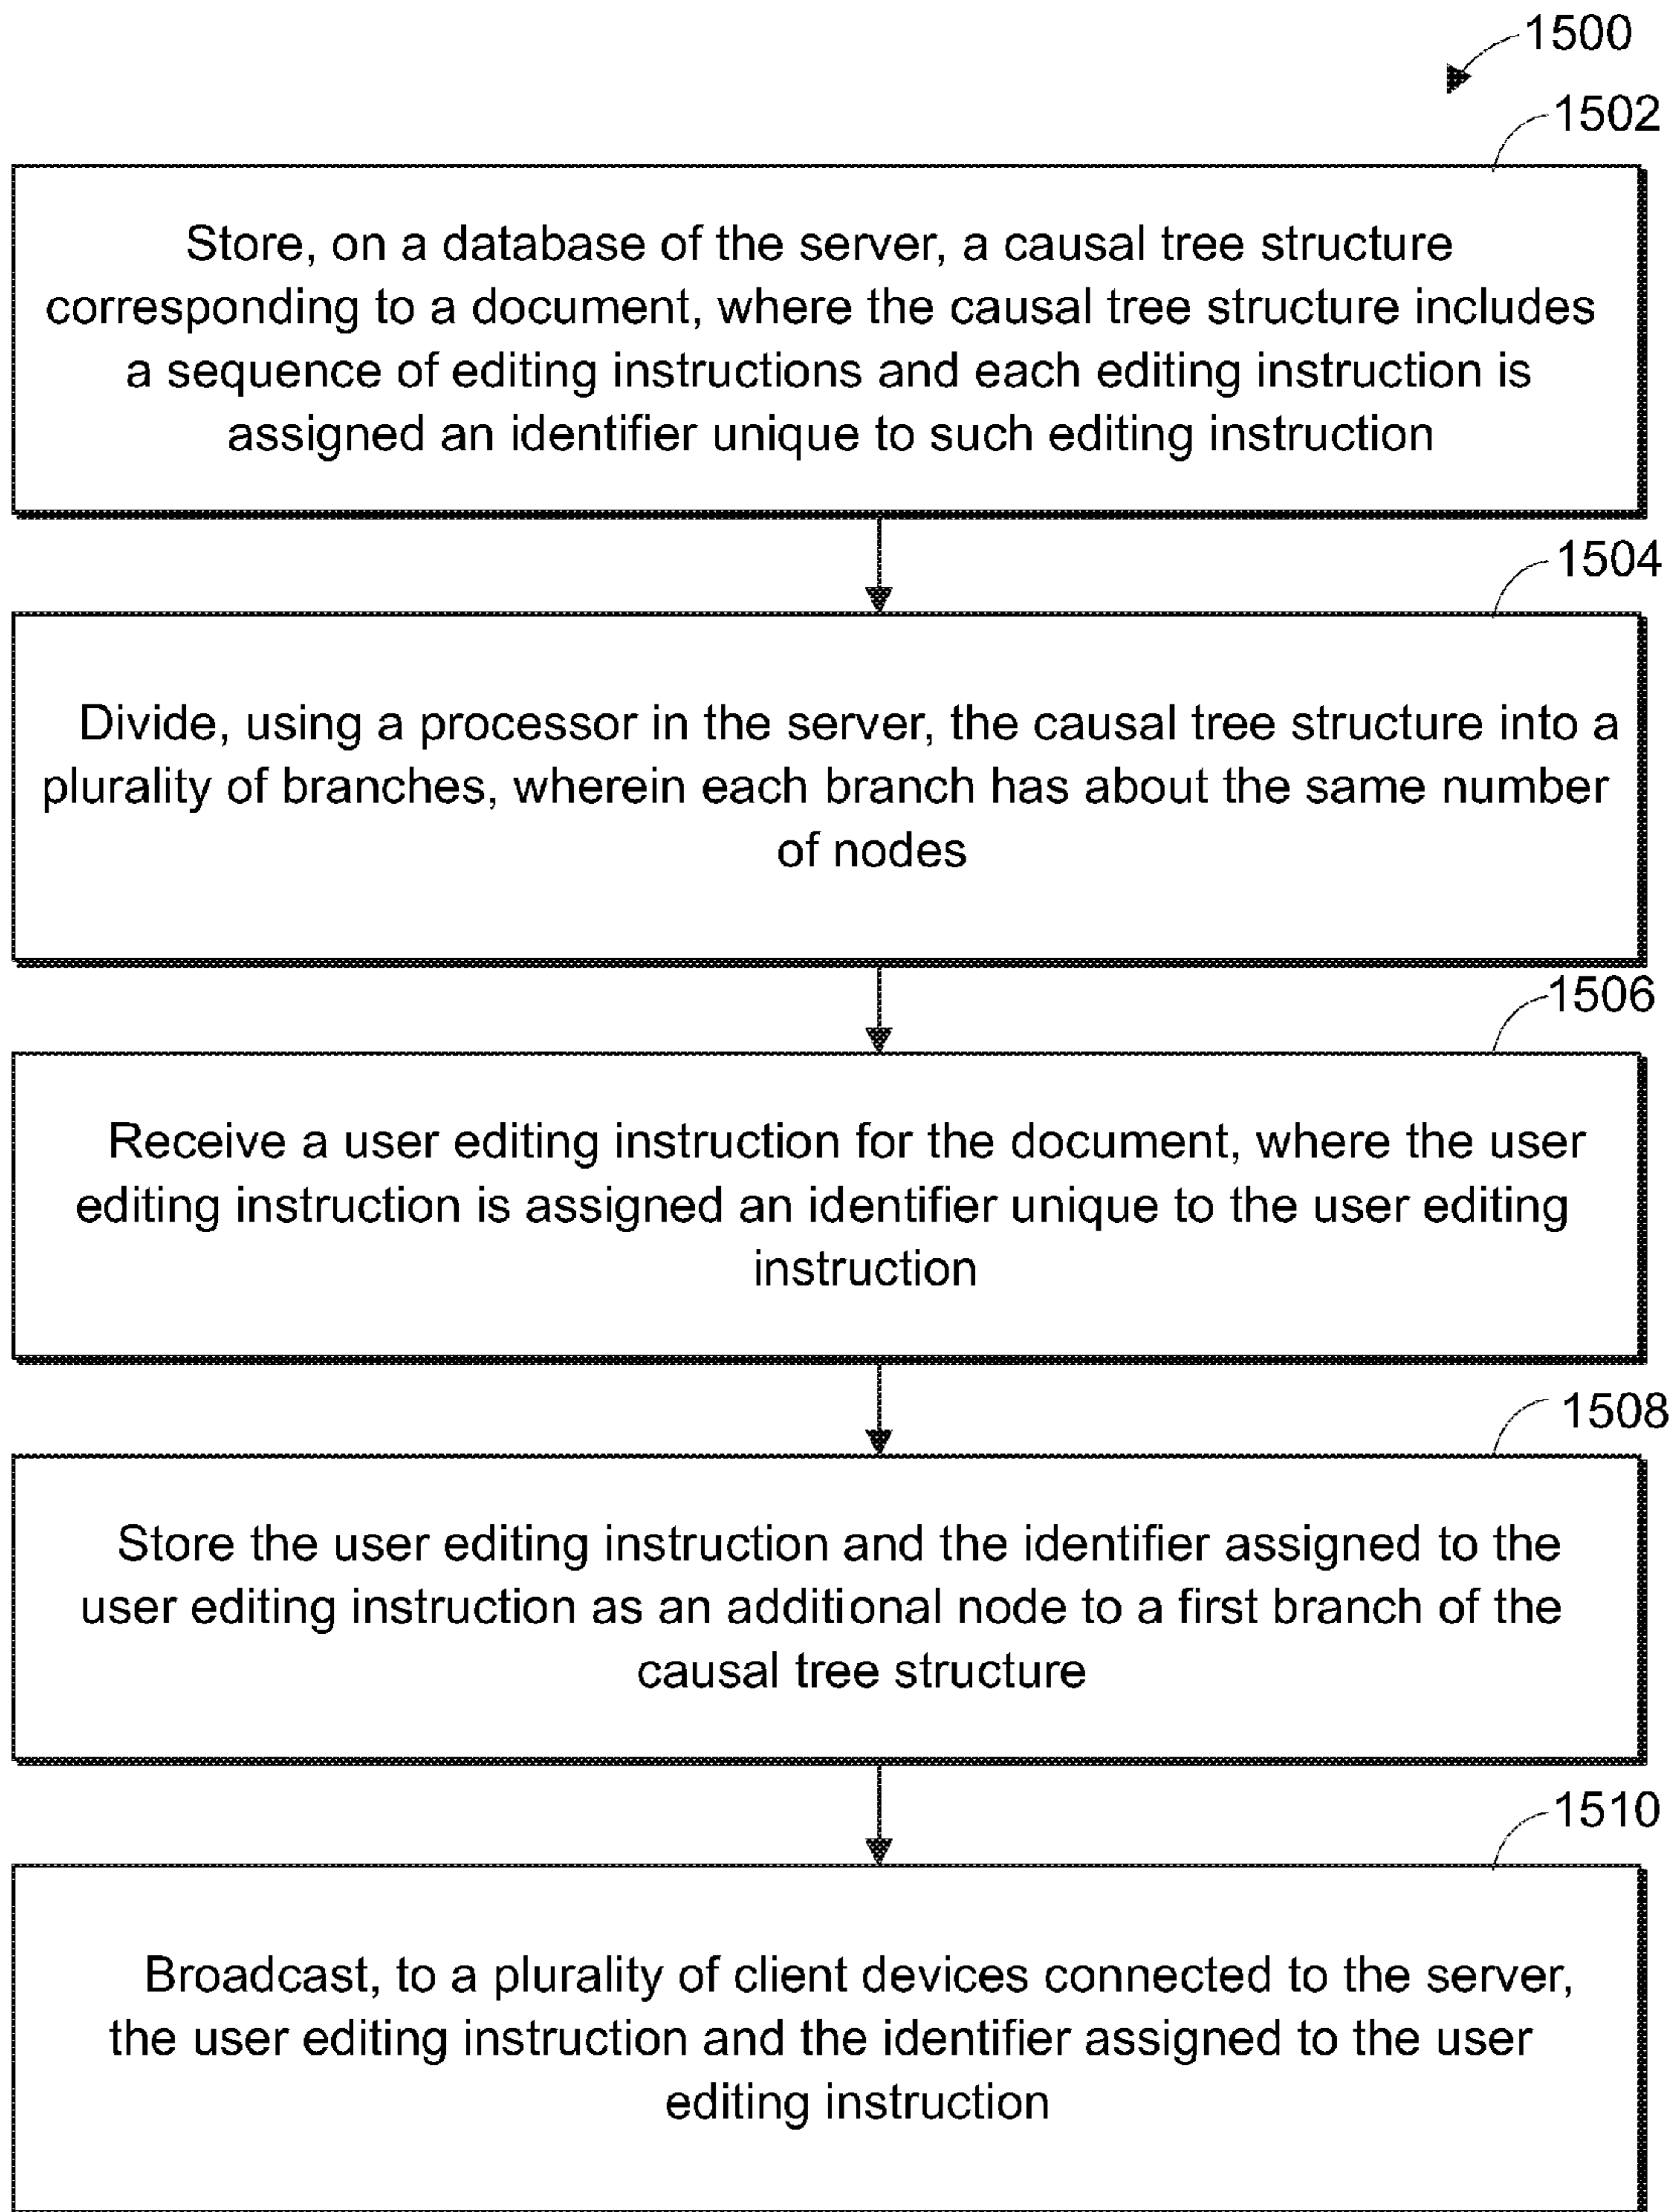 1500
1502
Store, on a database of the server, a causal tree structure
corresponding to a document, where the causal tree structure includes
a sequence of editing instructions and each editing instruction is
assigned an identifier unique to such editing instruction
1504
Divide, using a processor in the server, the causal tree structure into a
plurality of branches, wherein each branch has about the same number
of nodes
1506
Receive a user editing instruction for the document, where the user
editing instruction is assigned an identifier unique to the user editing
instruction
1508
Store the user editing instruction and the identifier assigned to the
user editing instruction as an additional node to a first branch of the
causal tree structure
1510
Broadcast, to a plurality of client devices connected to the server,
the user editing instruction and the identifier assigned to the user
editing instruction